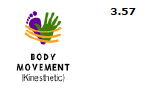 3.57
BODY
MOVEMENT
(Kinesthetic)